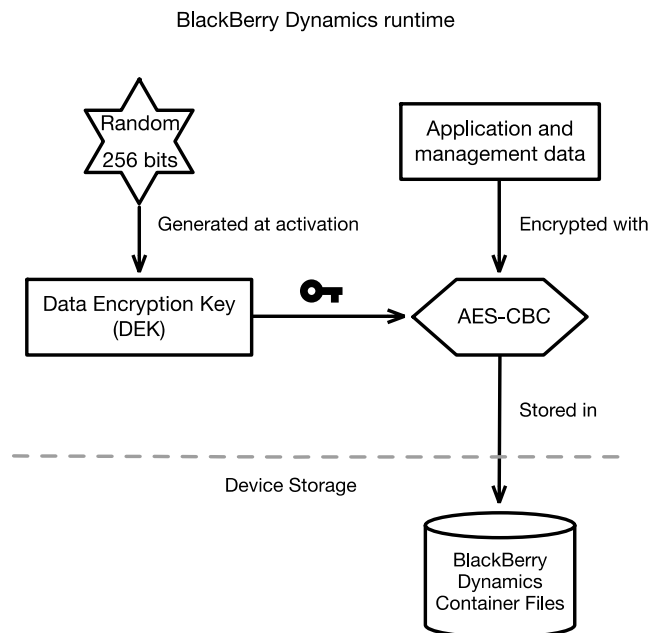 BlackBerry Dynamics runtime
Random
256 bits
Application and
management data
Generated at activation
Encrypted with
Data Encryption Key
(DEK)
AES-CBC
Stored in
Device Storage
BlackBerry
Dynamics
Container Files